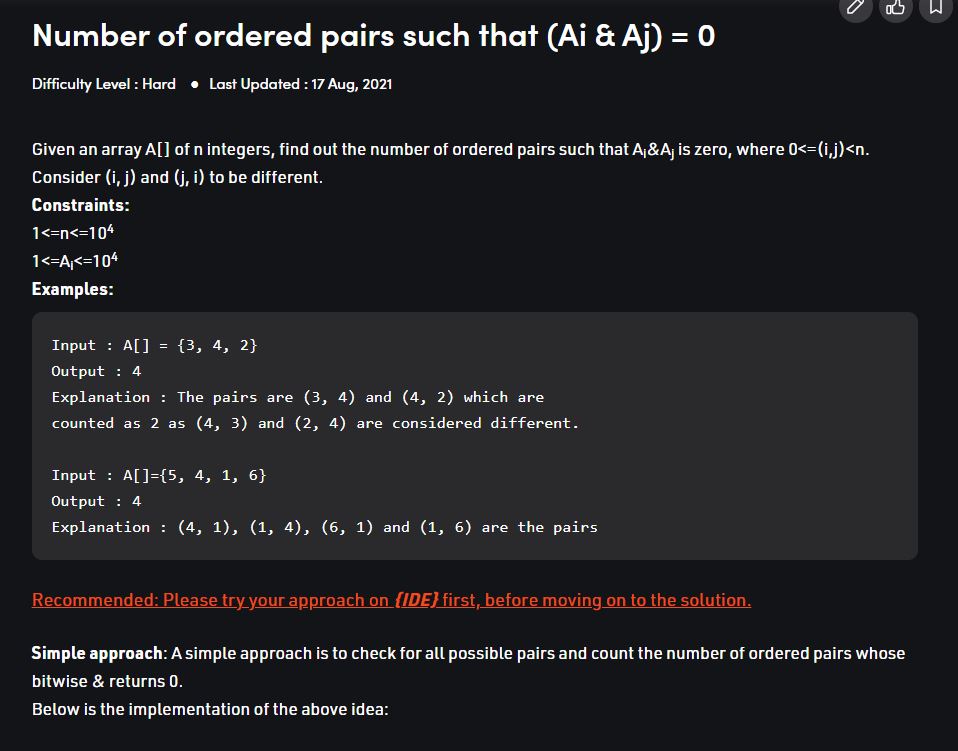 Number of ordered pairs such that (Ai & Aj) = 0
Difficulty Level : Hard ● Last Updated : 17 Aug, 2021
Given an array A[] of n integers, find out the number of ordered pairs such that Aᵢ&Aⱼ is zero, where 0<=(i,j)<n.
Consider (i, j) and (j, i) to be different.
Constraints:
1<=n<=10⁴
1<=Aᵢ<=10⁴
Examples:
Input : A[] = {3, 4, 2}
Output : 4
Explanation : The pairs are (3, 4) and (4, 2) which are
counted as 2 as (4, 3) and (2, 4) are considered different.
Input : A[]={5, 4, 1, 6}
Output : 4
Explanation : (4, 1), (1, 4), (6, 1) and (1, 6) are the pairs
Recommended: Please try your approach on {IDE} first, before moving on to the solution.
Simple approach: A simple approach is to check for all possible pairs and count the number of ordered pairs whose
bitwise & returns 0.
Below is the implementation of the above idea: